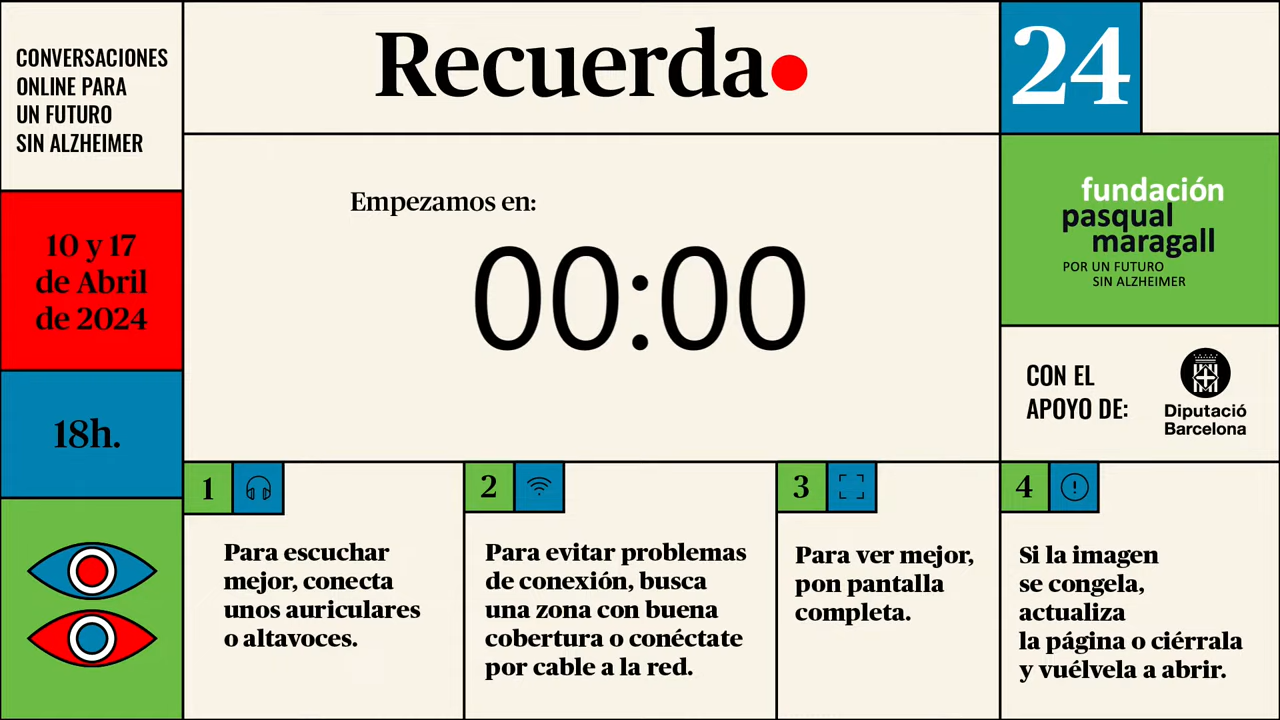 CONVERSACIONES
ONLINE PARA
UN FUTURO
SIN ALZHEIMER
Recuerda
24
10 y 17
de Abril
de 2024
18h.
Empezamos en:
00:00
fundación
pasqual
maragall
POR UN FUTURO
SIN ALZHEIMER
CON EL
APOYO DE:
Diputació
Barcelona
1
Para escuchar
mejor, conecta
unos auriculares
o altavoces.
2
Para evitar problemas
de conexión, busca
una zona con buena
cobertura o conéctate
por cable a la red.
3
Para ver mejor,
pon pantalla
completa.
4
Si la imagen
se congela,
actualiza
la página o ciérrala
y vuélvela a abrir.